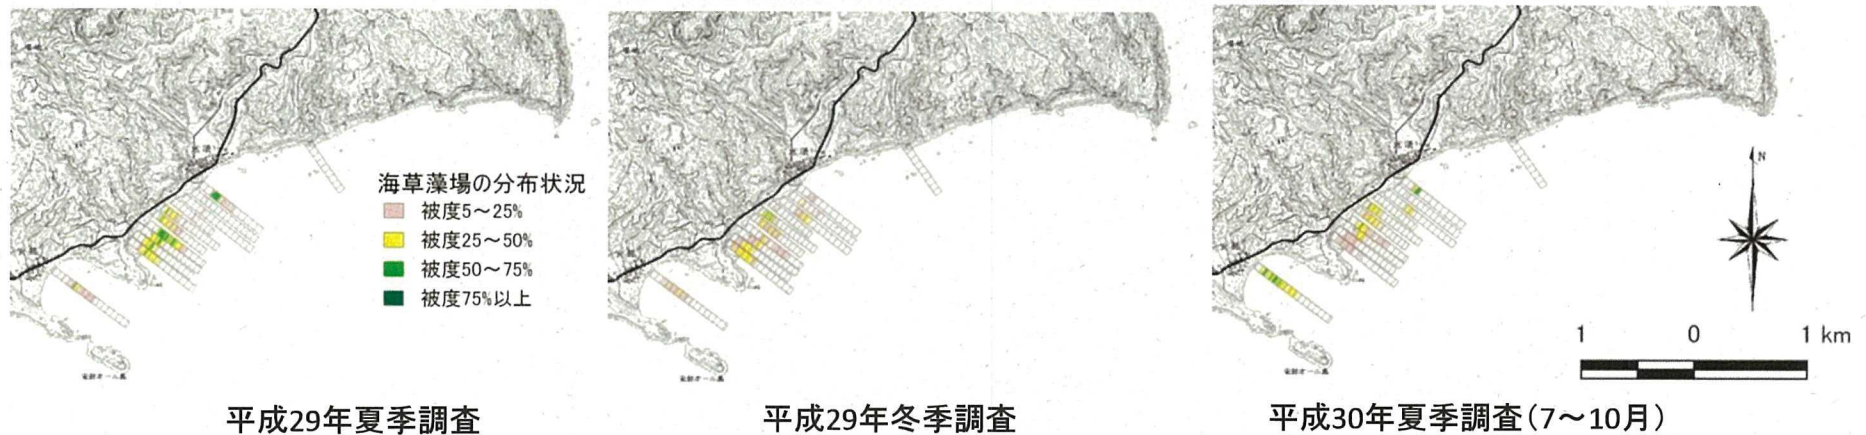 海草藻場の分布状況
被度5～25%
被度25～50%
被度50～75%
被度75%以上
N
1 0 1 km
平成29年夏季調査
平成29年冬季調査
平成30年夏季調査(7～10月)